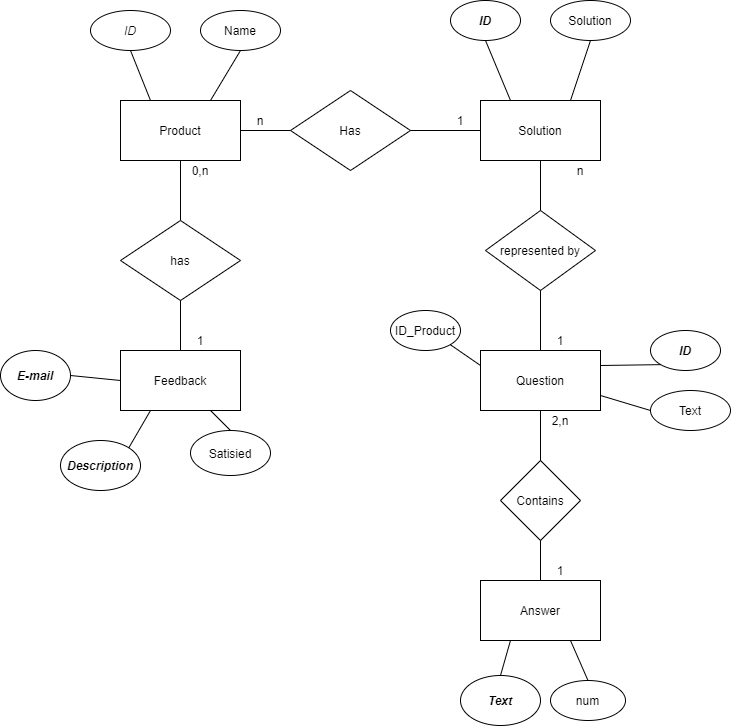 ID
Name
ID
Solution
Product
n
Has
1
Solution
0,n
n
has
represented by
1
1
ID_Product
ID
E-mail
Feedback
Question
Text
2,n
Description
Satisied
Contains
1
Answer
Text
num